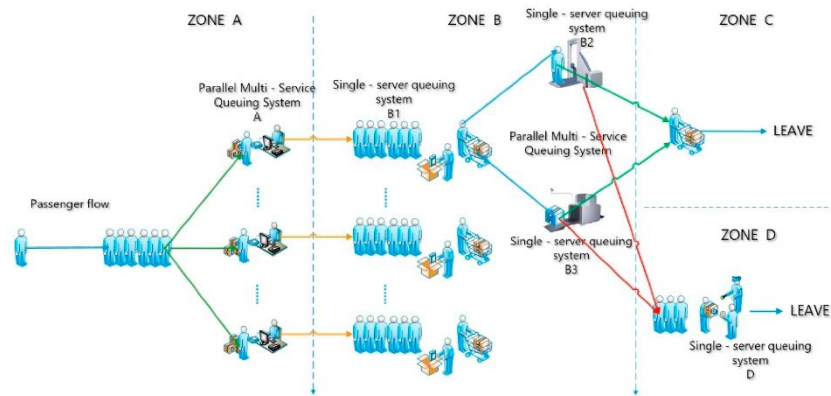 ZONE A
ZONE B
ZONE C
Single - server queuing
system
B2
Parallel Multi - Service
Queuing System
A
Single - server queuing
system
B1
Parallel Multi - Service
Queuing System
LEAVE
Passenger flow
Single - server queuing
system
B3
ZONE D
LEAVE
Single - server queuing
system
D